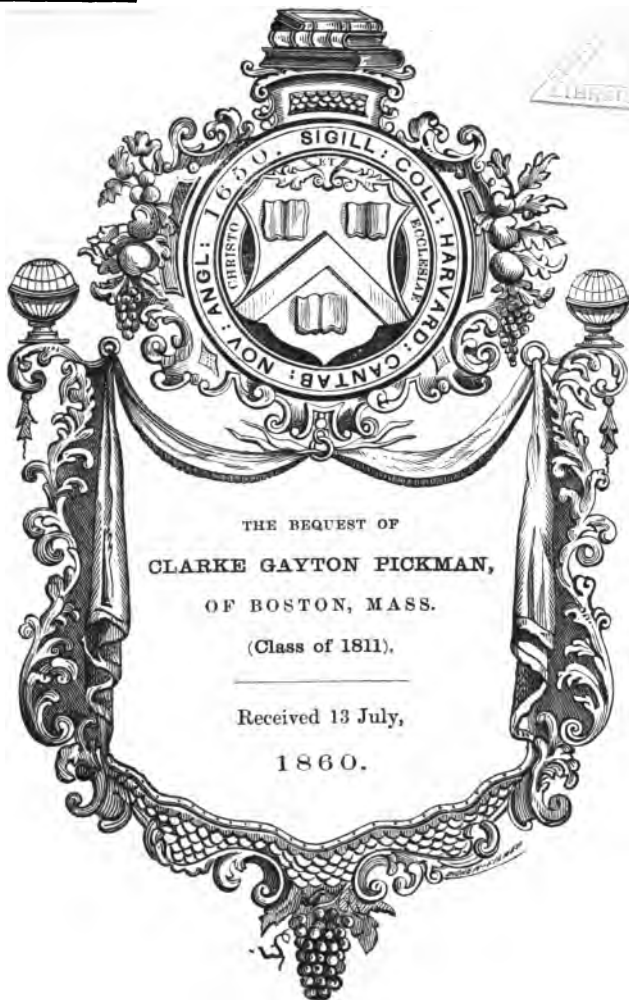 SIGILL: COLL: HARVARD: CANTAB: NOV: ANGL: 1650.
ET
CHRISTO
ECCLESIAE
THE BEQUEST OF
CLARKE GAYTON PICKMAN,
OF BOSTON, MASS.
(Class of 1811).
Received 13 July,
1860.